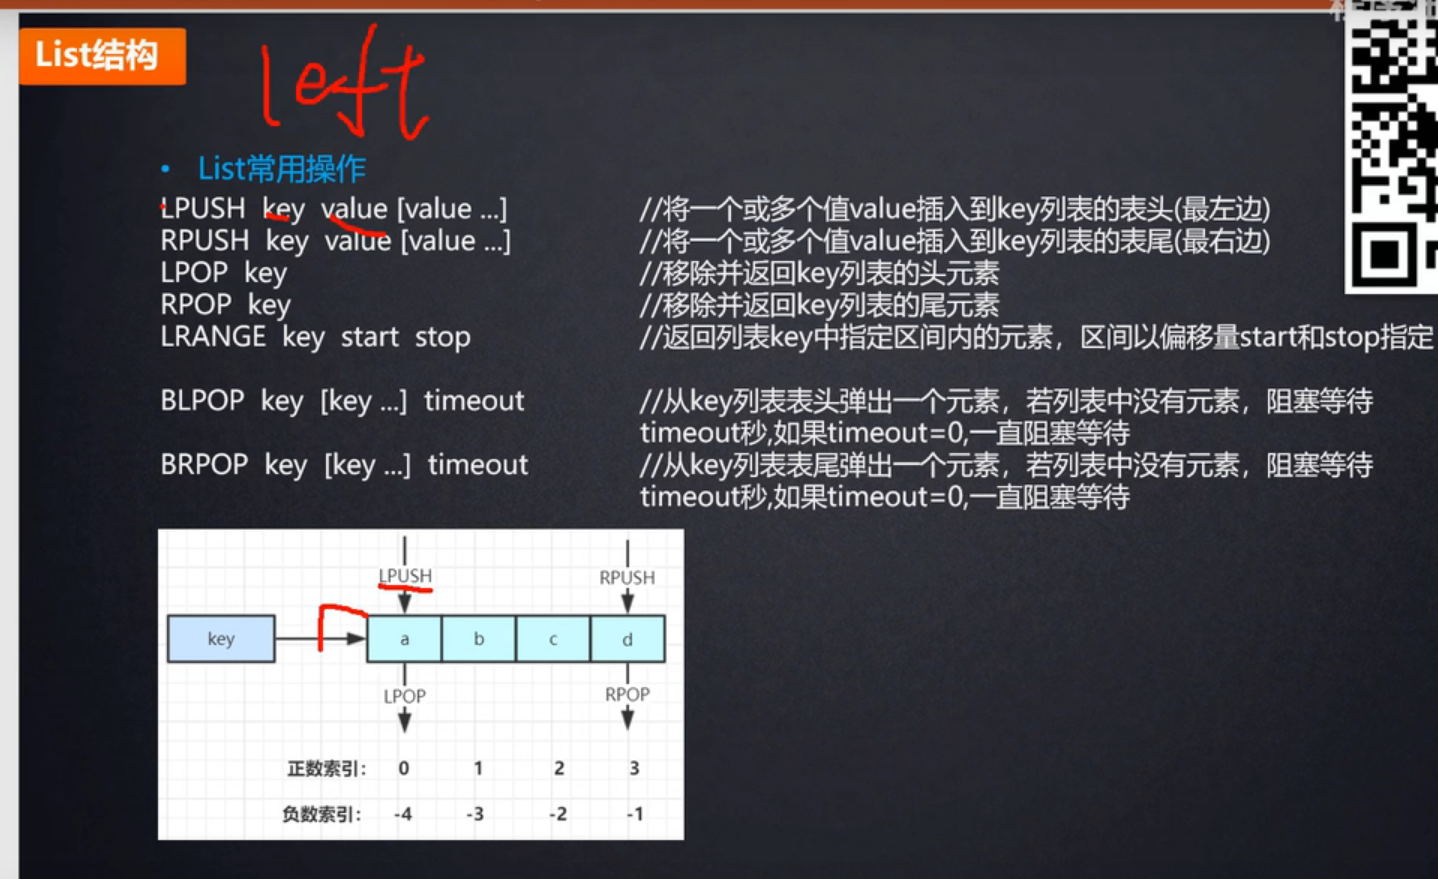 List结构
left
• List常用操作
LPUSH key value [value ...] //将一个或多个值value插入到key列表的表头(最左边)
RPUSH key value [value ...] //将一个或多个值value插入到key列表的表尾(最右边)
LPOP key //移除并返回key列表的头元素
RPOP key //移除并返回key列表的尾元素
LRANGE key start stop //返回列表key中指定区间内的元素，区间以偏移量start和stop指定
BLPOP key [key ...] timeout //从key列表表头弹出一个元素，若列表中没有元素，阻塞等待
timeout秒,如果timeout=0,一直阻塞等待
BRPOP key [key ...] timeout //从key列表表尾弹出一个元素，若列表中没有元素，阻塞等待
timeout秒,如果timeout=0,一直阻塞等待
LPUSH RPUSH
key a b c d
LPOP RPOP
正数索引: 0 1 2 3
负数索引: -4 -3 -2 -1